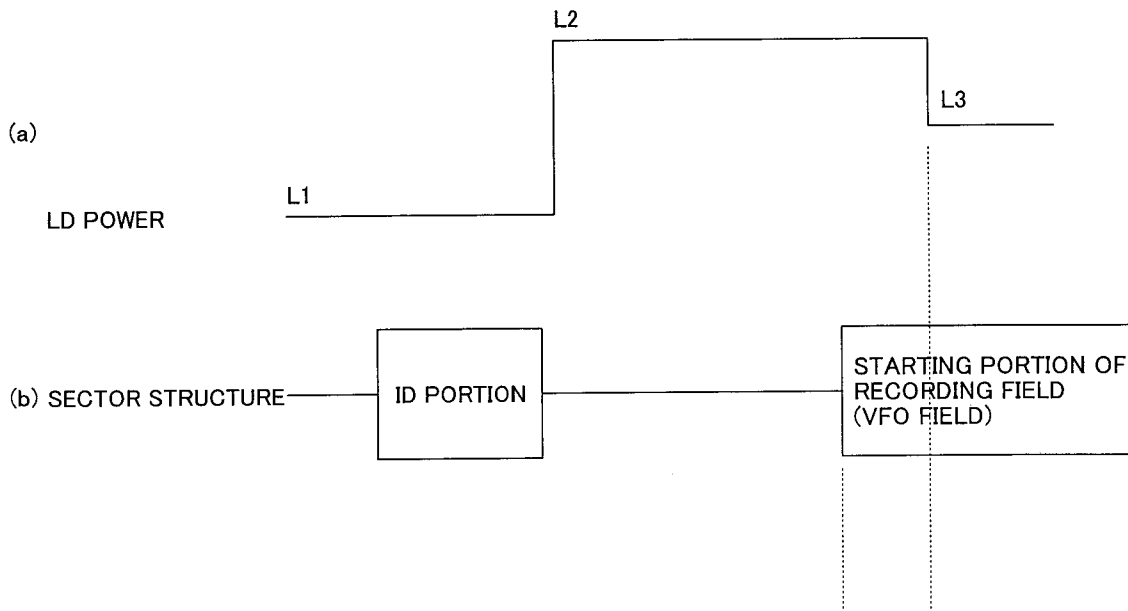 L2
L3
(a)
L1
LD POWER
(b) SECTOR STRUCTURE
ID PORTION
STARTING PORTION OF
RECORDING FIELD
(VFO FIELD)